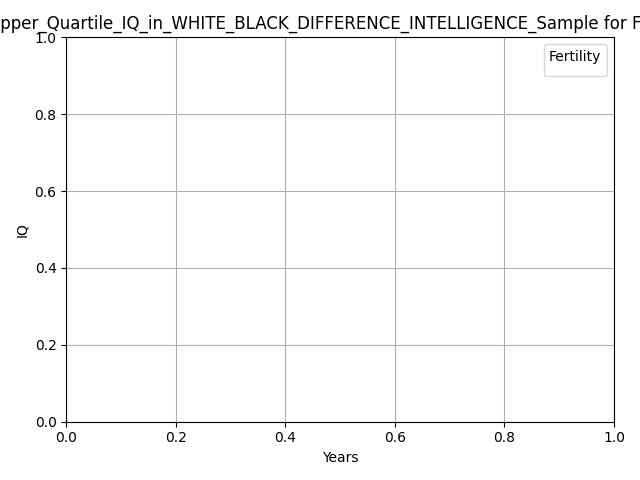 pper_Quartile_IQ_in_WHITE_BLACK_DIFFERENCE_INTELLIGENCE_Sample for F
Fertility
1.0
0.8
0.6
0.4
0.2
0.0
IQ
0.0 0.2 0.4 0.6 0.8 1.0
Years